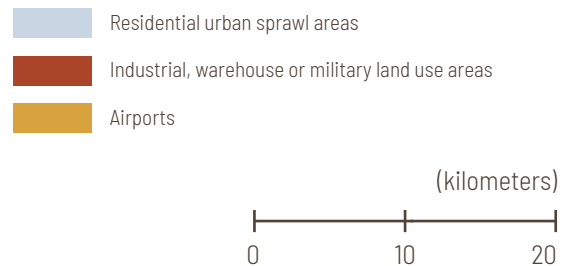 Residential urban sprawl areas
Industrial, warehouse or military land use areas
Airports
(kilometers)
0 10 20